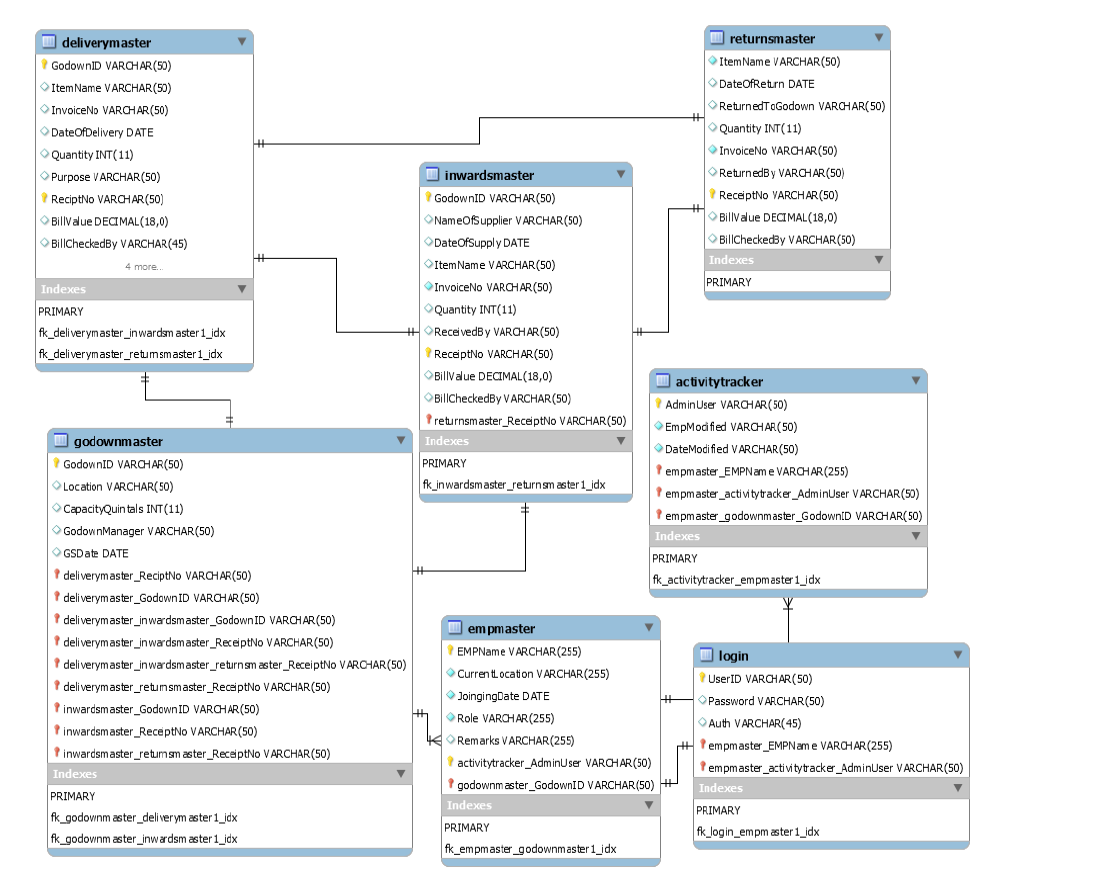 deliverymaster
GodownID VARCHAR(50)
ItemName VARCHAR(50)
InvoiceNo VARCHAR(50)
DateOfDelivery DATE
Quantity INT(11)
Purpose VARCHAR(50)
ReciptNo VARCHAR(50)
BillValue DECIMAL(18,0)
BillCheckedBy VARCHAR(45)
4 more...
Indexes
PRIMARY
fk_deliverymaster_inwardsmaster1_idx
fk_deliverymaster_returnsmaster1_idx
returnsmaster
ItemName VARCHAR(50)
DateOfReturn DATE
ReturnedToGodown VARCHAR(50)
Quantity INT(11)
InvoiceNo VARCHAR(50)
ReturnedBy VARCHAR(50)
ReceiptNo VARCHAR(50)
BillValue DECIMAL(18,0)
BillCheckedBy VARCHAR(50)
Indexes
PRIMARY
inwardsmaster
GodownID VARCHAR(50)
NameOfSupplier VARCHAR(50)
DateOfSupply DATE
ItemName VARCHAR(50)
InvoiceNo VARCHAR(50)
Quantity INT(11)
ReceivedBy VARCHAR(50)
ReceiptNo VARCHAR(50)
BillValue DECIMAL(18,0)
BillCheckedBy VARCHAR(50)
returnsmaster_ReceiptNo VARCHAR(50)
Indexes
PRIMARY
fk_inwardsmaster_returnsmaster1_idx
activitytracker
AdminUser VARCHAR(50)
EmpModified VARCHAR(50)
DateModified VARCHAR(50)
empmaster_EMPName VARCHAR(255)
empmaster_activitytracker_AdminUser VARCHAR(50)
empmaster_godownmaster_GodownID VARCHAR(50)
Indexes
PRIMARY
fk_activitytracker_empmaster1_idx
godownmaster
GodownID VARCHAR(50)
Location VARCHAR(50)
CapacityQuintals INT(11)
GodownManager VARCHAR(50)
GSDate DATE
deliverymaster_ReciptNo VARCHAR(50)
deliverymaster_GodownID VARCHAR(50)
deliverymaster_inwardsmaster_GodownID VARCHAR(50)
deliverymaster_inwardsmaster_ReceiptNo VARCHAR(50)
deliverymaster_inwardsmaster_returnsmaster_ReceiptNo VARCHAR(50)
deliverymaster_returnsmaster_ReceiptNo VARCHAR(50)
inwardsmaster_GodownID VARCHAR(50)
inwardsmaster_ReceiptNo VARCHAR(50)
inwardsmaster_returnsmaster_ReceiptNo VARCHAR(50)
Indexes
PRIMARY
fk_godownmaster_deliverymaster1_idx
fk_godownmaster_inwardsmaster1_idx
empmaster
EMPName VARCHAR(255)
CurrentLocation VARCHAR(255)
JoingingDate DATE
Role VARCHAR(255)
Remarks VARCHAR(255)
activitytracker_AdminUser VARCHAR(50)
godownmaster_GodownID VARCHAR(50)
Indexes
PRIMARY
fk_empmaster_godownmaster1_idx
login
UserID VARCHAR(50)
Password VARCHAR(50)
Auth VARCHAR(45)
empmaster_EMPName VARCHAR(255)
empmaster_activitytracker_AdminUser VARCHAR(50)
Indexes
PRIMARY
fk_login_empmaster1_idx